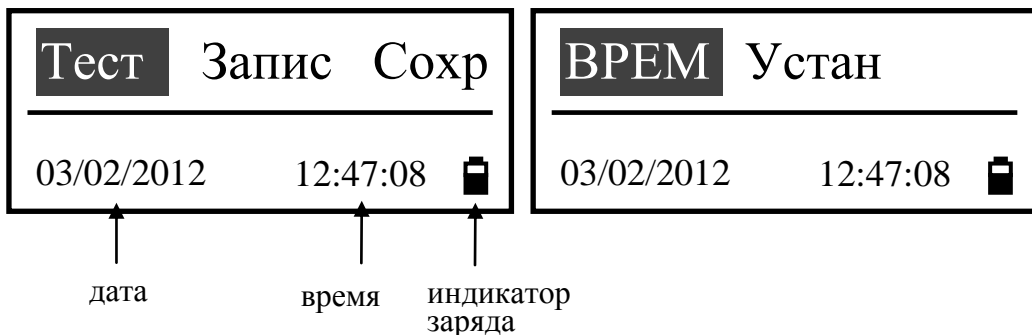 Тест Запис Сохр
03/02/2012 12:47:08
ВРЕМ Устан
03/02/2012 12:47:08
дата
время
индикатор
заряда